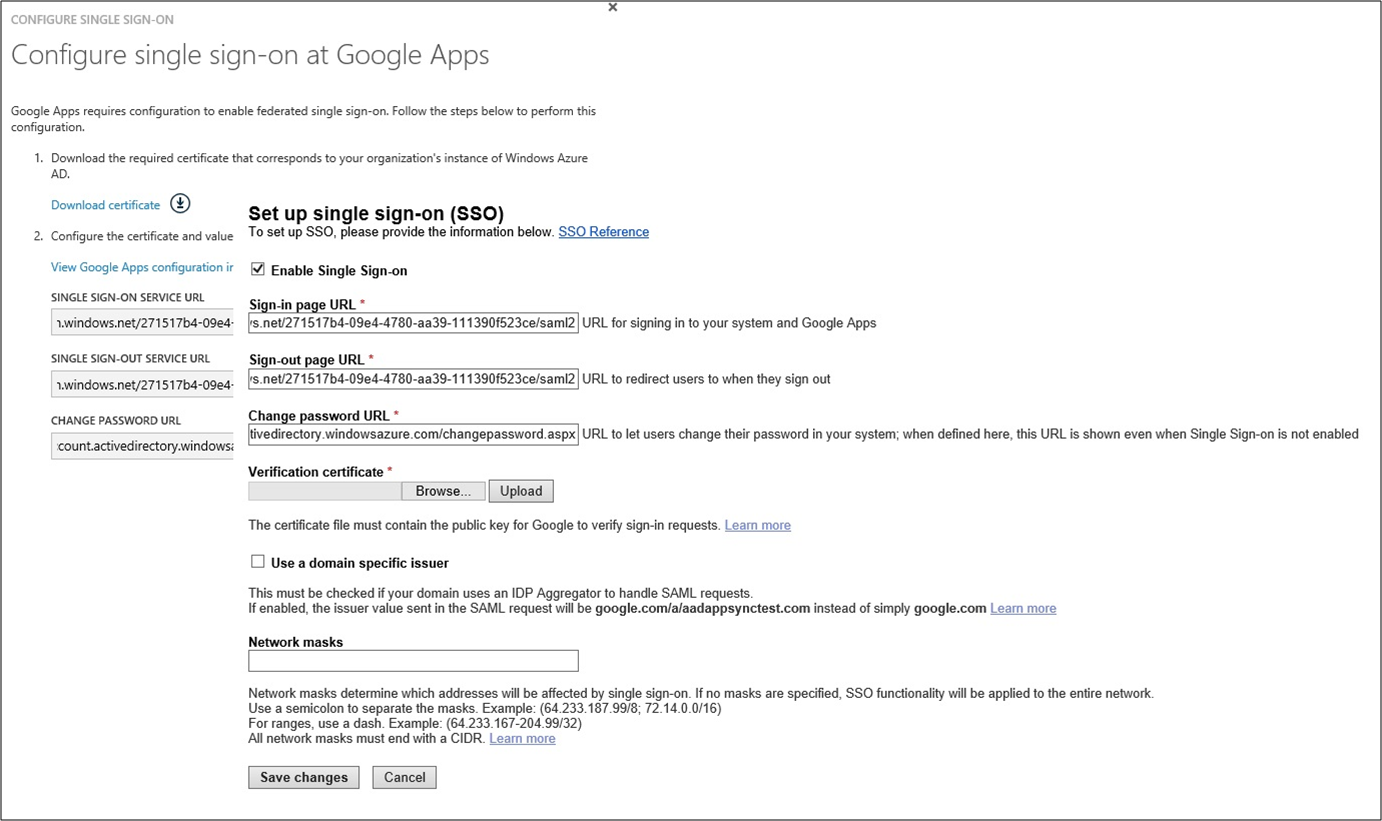 CONFIGURE SINGLE SIGN-ON
Configure single sign-on at Google Apps
Google Apps requires configuration to enable federated single sign-on. Follow the steps below to perform this
configuration.
1. Download the required certificate that corresponds to your organization's instance of Windows Azure
AD.
Download certificate
2. Configure the certificate and value
View Google Apps configuration in
SINGLE SIGN-ON SERVICE URL
n.windows.net/271517b4-09e4-
SINGLE SIGN-OUT SERVICE URL
n.windows.net/271517b4-09e4-
CHANGE PASSWORD URL
count.activedirectory.windowsa
Set up single sign-on (SSO)
To set up SSO, please provide the information below. SSO Reference
Enable Single Sign-on
Sign-in page URL *
vs.net/271517b4-09e4-4780-aa39-111390f523ce/saml2 URL for signing in to your system and Google Apps
Sign-out page URL *
vs.net/271517b4-09e4-4780-aa39-111390f523ce/saml2 URL to redirect users to when they sign out
Change password URL *
tivedirectory.windowsazure.com/changepassword.aspx URL to let users change their password in your system; when defined here, this URL is shown even when Single Sign-on is not enabled
Verification certificate *
Browse... Upload
The certificate file must contain the public key for Google to verify sign-in requests. Learn more
Use a domain specific issuer
This must be checked if your domain uses an IDP Aggregator to handle SAML requests.
If enabled, the issuer value sent in the SAML request will be google.com/a/aadappsynctest.com instead of simply google.com Learn more
Network masks
Network masks determine which addresses will be affected by single sign-on. If no masks are specified, SSO functionality will be applied to the entire network.
Use a semicolon to separate the masks. Example: (64.233.187.99/8; 72.14.0.0/16)
For ranges, use a dash. Example: (64.233.167-204.99/32)
All network masks must end with a CIDR. Learn more
Save changes Cancel